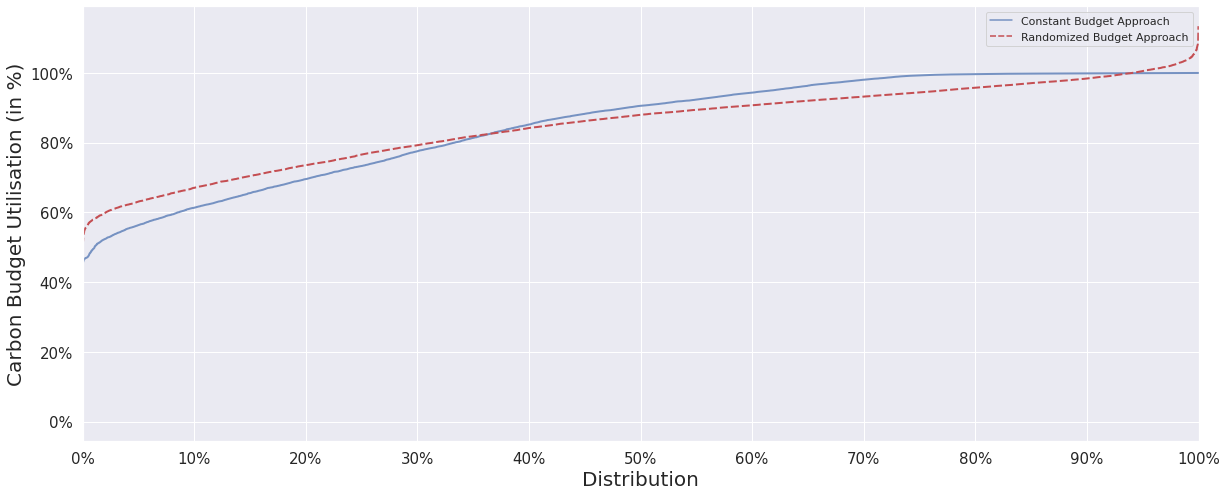 Constant Budget Approach
Randomized Budget Approach
Carbon Budget Utilisation (in %)
100%
80%
60%
40%
20%
0%
0% 10% 20% 30% 40% 50% 60% 70% 80% 90% 100%
Distribution